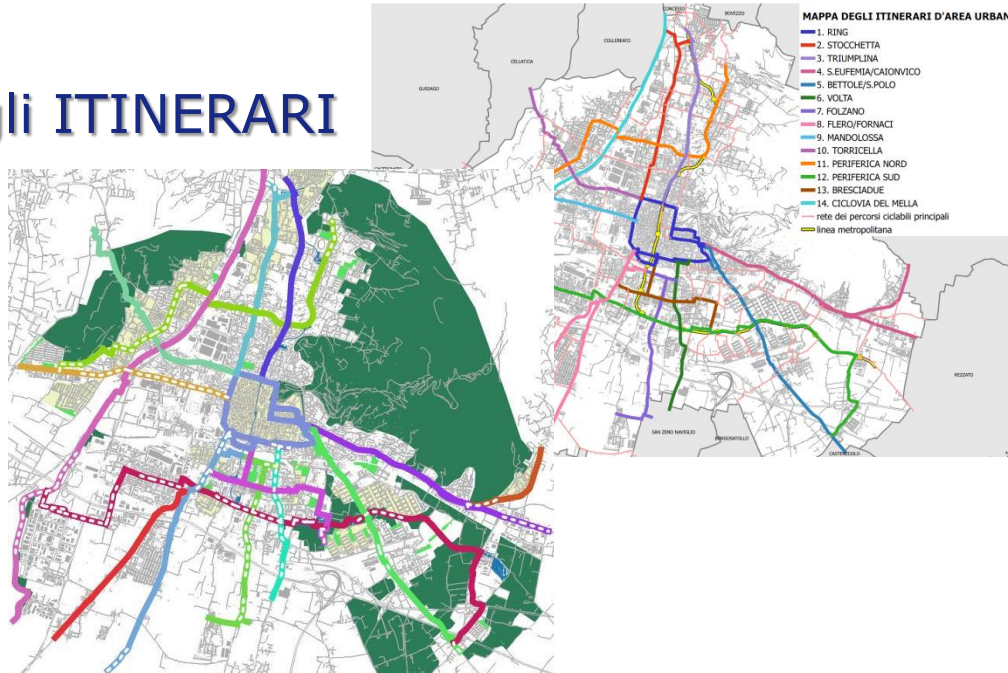 li ITINERARI
MAPPA DEGLI ITINERARI D'AREA URBAN
1. RING
2. STOCCHETTA
3. TRIUMPLINA
4. S.EUFEMIA/CAIONVICO
5. BETTOLE/S.POLO
6. VOLTA
7. FOLZANO
8. FLERO/FORNACI
9. MANDOLOSSA
10. TORRICELLA
11. PERIFERICA NORD
12. PERIFERICA SUD
13. BRESCIADUE
14. CICLOVIA DEL MELLA
rete dei percorsi ciclabili principali
linea metropolitana
CONCESIO
BOVEZZO
COLLEBEATO
CELLATICA
GUSSAGO
REZZATO
SAN ZENO NAVIGLIO
BORGOSATOLLO
CASTENEDOLO